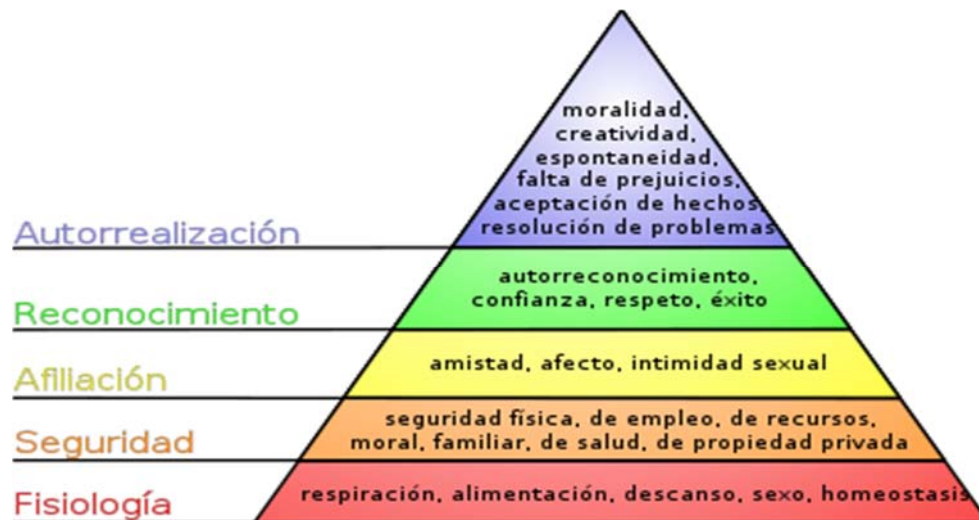 moralidad,
creatividad,
espontaneidad,
falta de prejuicios,
aceptación de hechos,
resolución de problemas
Autorrealización
autorreconocimiento,
confianza, respeto, éxito
Reconocimiento
amistad, afecto, intimidad sexual
Afiliación
seguridad física, de empleo, de recursos,
moral, familiar, de salud, de propiedad privada
Seguridad
respiración, alimentación, descanso, sexo, homeostasis
Fisiología